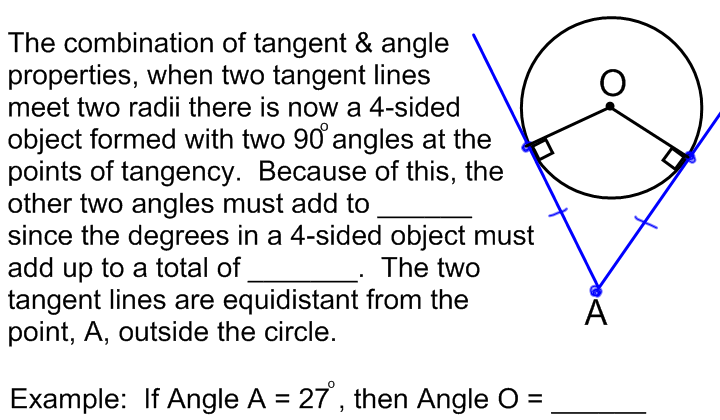 The combination of tangent & angle
properties, when two tangent lines
meet two radii there is now a 4-sided
object formed with two 90° angles at the
points of tangency.  Because of this, the
other two angles must add to ______
since the degrees in a 4-sided object must
add up to a total of _______.  The two
tangent lines are equidistant from the
point, A, outside the circle.
O
A
Example:  If Angle A = 27°, then Angle O = ______